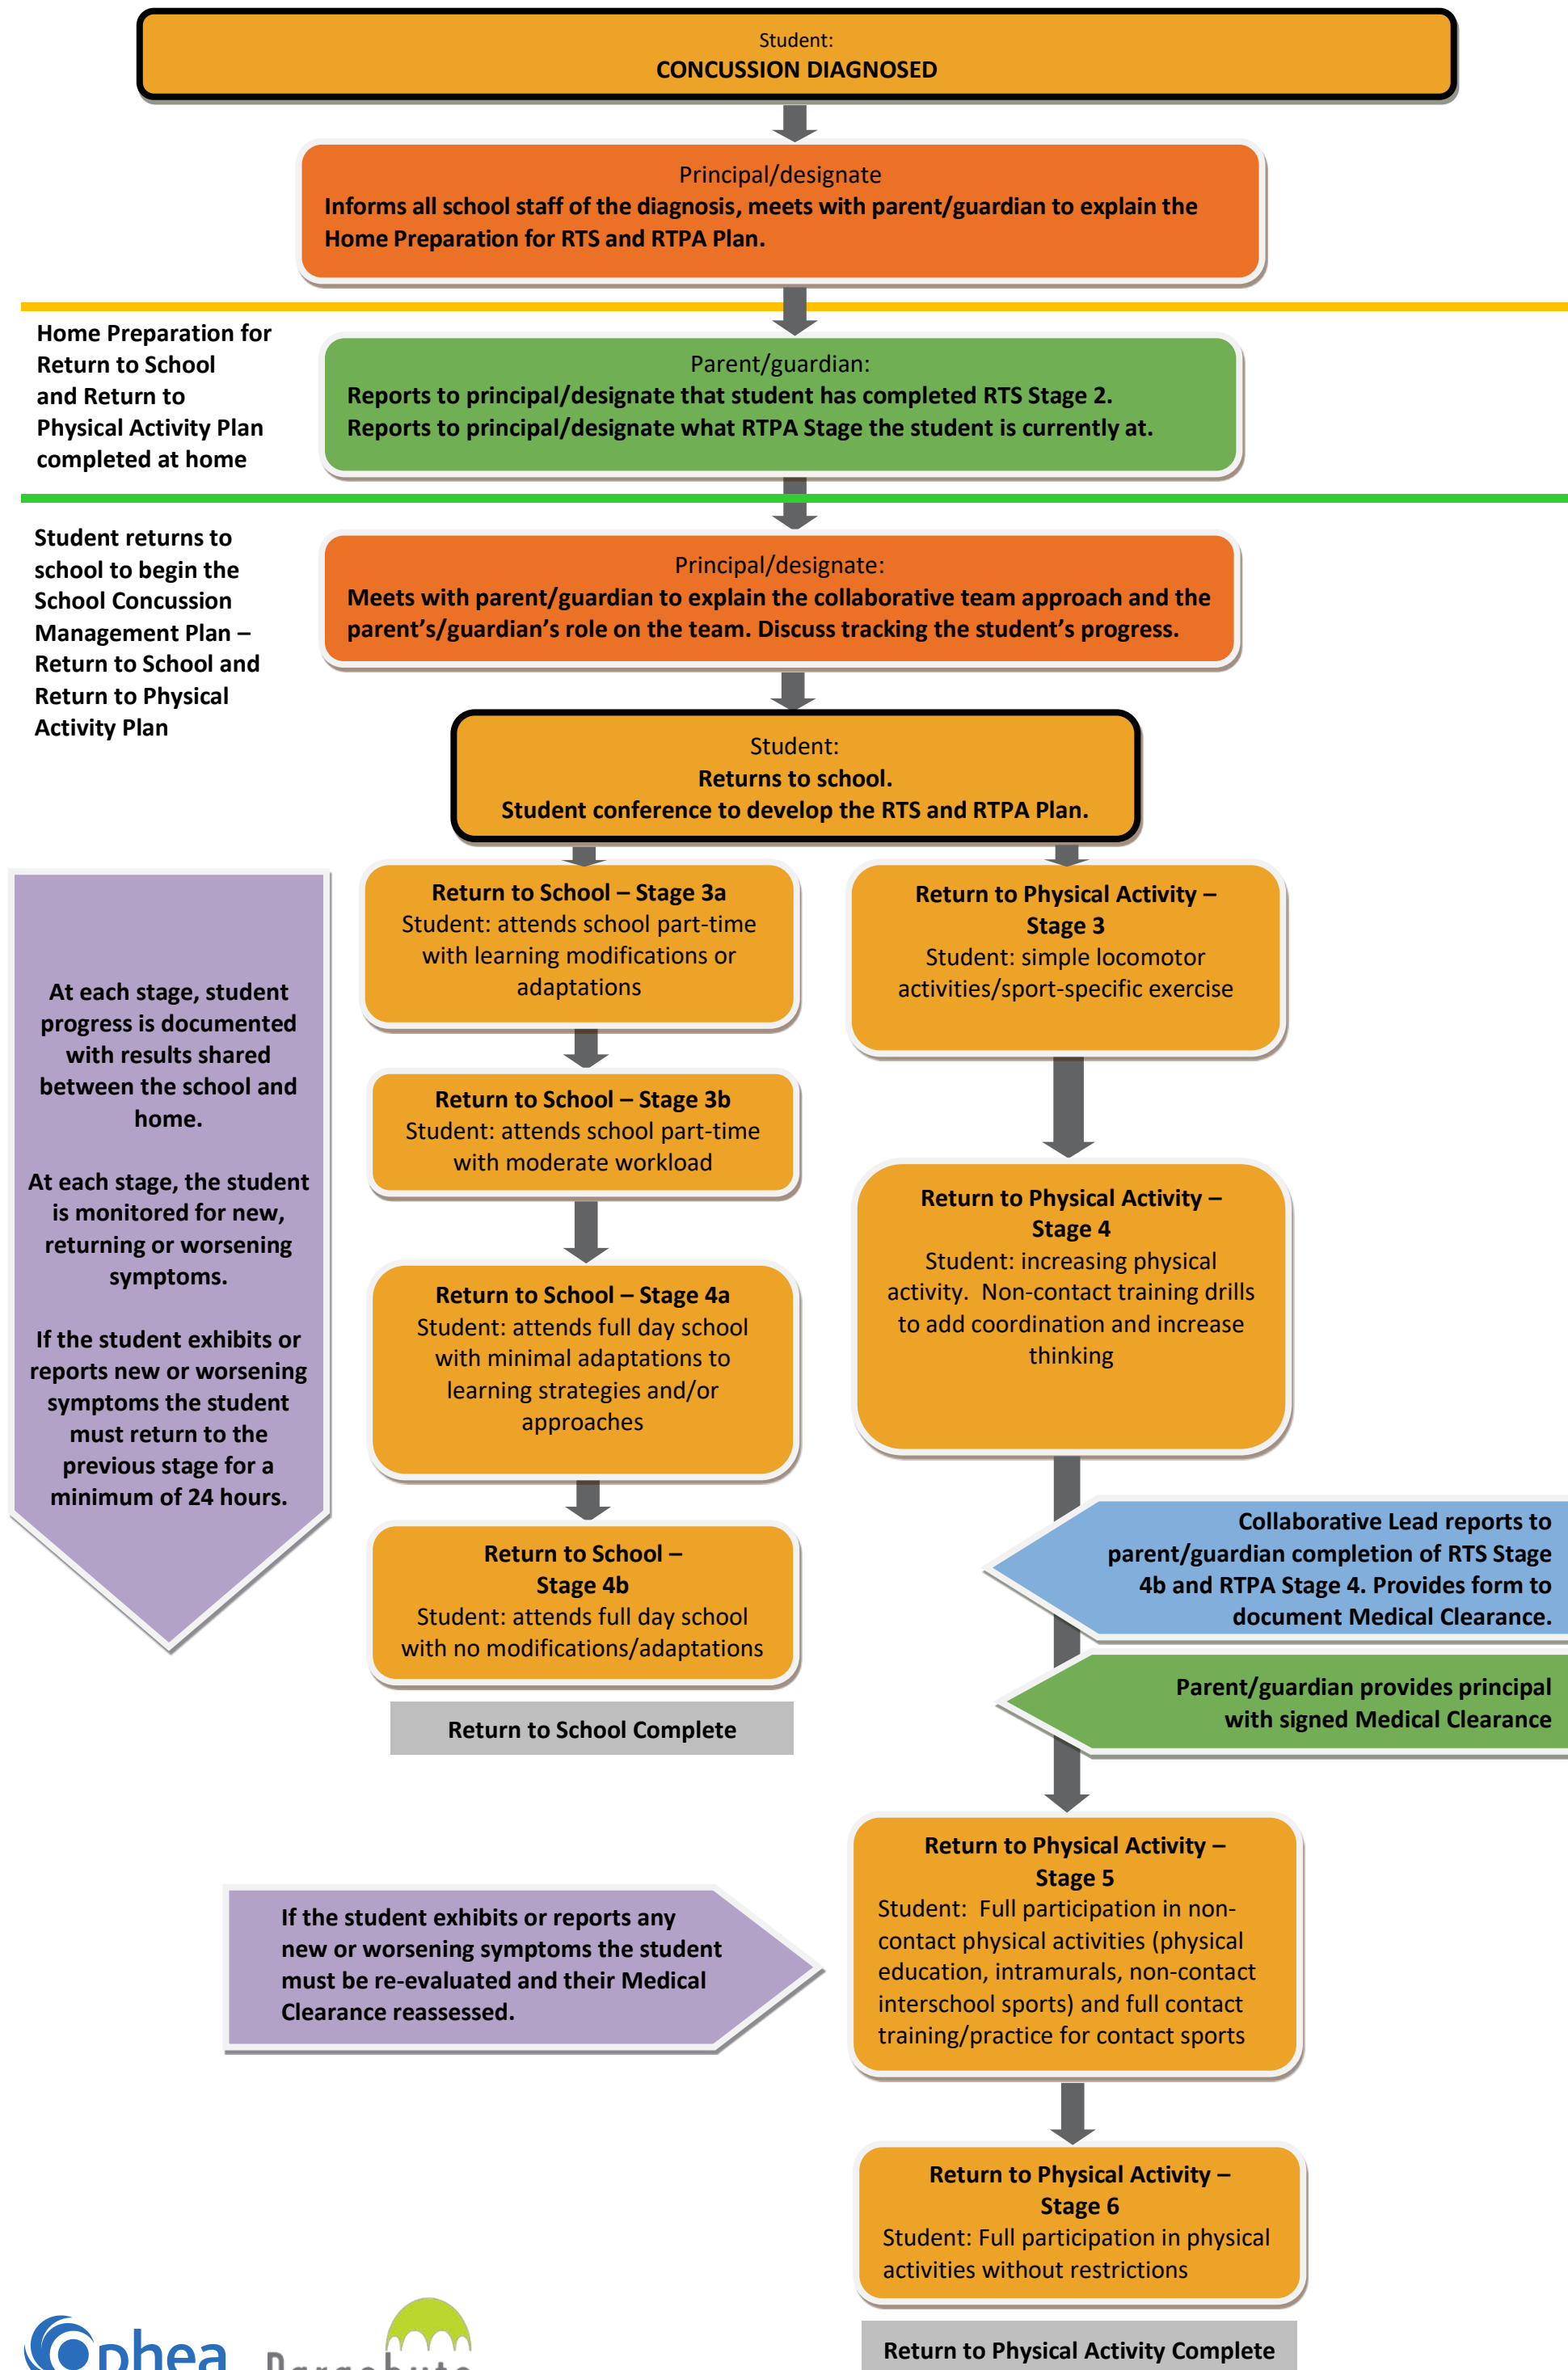 Student:
CONCUSSION DIAGNOSED
Principal/designate
Informs all school staff of the diagnosis, meets with parent/guardian to explain the
Home Preparation for RTS and RTPA Plan.
Home Preparation for
Return to School
and Return to
Physical Activity Plan
completed at home
Parent/guardian:
Reports to principal/designate that student has completed RTS Stage 2.
Reports to principal/designate what RTPA Stage the student is currently at.
Student returns to
school to begin the
School Concussion
Management Plan –
Return to School and
Return to Physical
Activity Plan
Principal/designate:
Meets with parent/guardian to explain the collaborative team approach and the
parent's/guardian's role on the team. Discuss tracking the student's progress.
Student:
Returns to school.
Student conference to develop the RTS and RTPA Plan.
At each stage, student
progress is documented
with results shared
between the school and
home.
At each stage, the student
is monitored for new,
returning or worsening
symptoms.
If the student exhibits or
reports new or worsening
symptoms the student
must return to the
previous stage for a
minimum of 24 hours.
Return to School – Stage 3a
Student: attends school part-time
with learning modifications or
adaptations
Return to School – Stage 3b
Student: attends school part-time
with moderate workload
Return to School – Stage 4a
Student: attends full day school
with minimal adaptations to
learning strategies and/or
approaches
Return to School –
Stage 4b
Student: attends full day school
with no modifications/adaptations
Return to School Complete
Return to Physical Activity –
Stage 3
Student: simple locomotor
activities/sport-specific exercise
Return to Physical Activity –
Stage 4
Student: increasing physical
activity.  Non-contact training drills
to add coordination and increase
thinking
Collaborative Lead reports to
parent/guardian completion of RTS Stage
4b and RTPA Stage 4. Provides form to
document Medical Clearance.
Parent/guardian provides principal
with signed Medical Clearance
If the student exhibits or reports any
new or worsening symptoms the student
must be re-evaluated and their Medical
Clearance reassessed.
Return to Physical Activity –
Stage 5
Student:  Full participation in non-
contact physical activities (physical
education, intramurals, non-contact
interschool sports) and full contact
training/practice for contact sports
Return to Physical Activity –
Stage 6
Student: Full participation in physical
activities without restrictions
Return to Physical Activity Complete
Ophea
Parachute